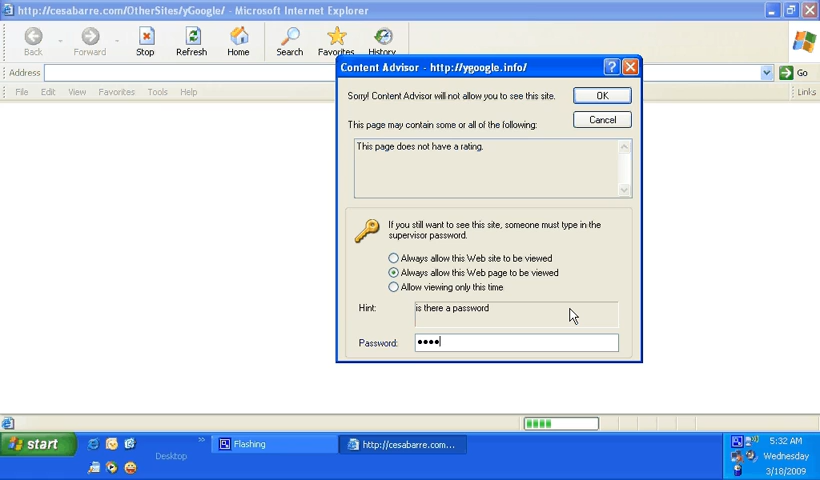 http://cesabarre.com/OtherSites/yGoogle/ - Microsoft Internet Explorer
Back
Forward
Stop
Refresh
Home
Search
Favorites
History
Address
Go
File
Edit
View
Favorites
Tools
Help
Links
Content Advisor - http://ygoogle.info/
Sorry! Content Advisor will not allow you to see this site.
OK
This page may contain some or all of the following:
Cancel
This page does not have a rating.
If you still want to see this site, someone must type in the
supervisor password.
Always allow this Web site to be viewed
Always allow this Web page to be viewed
Allow viewing only this time
Hint:
is there a password
Password:
••••
start
Desktop
Flashing
http://cesabarre.com...
5:32 AM
Wednesday
3/18/2009